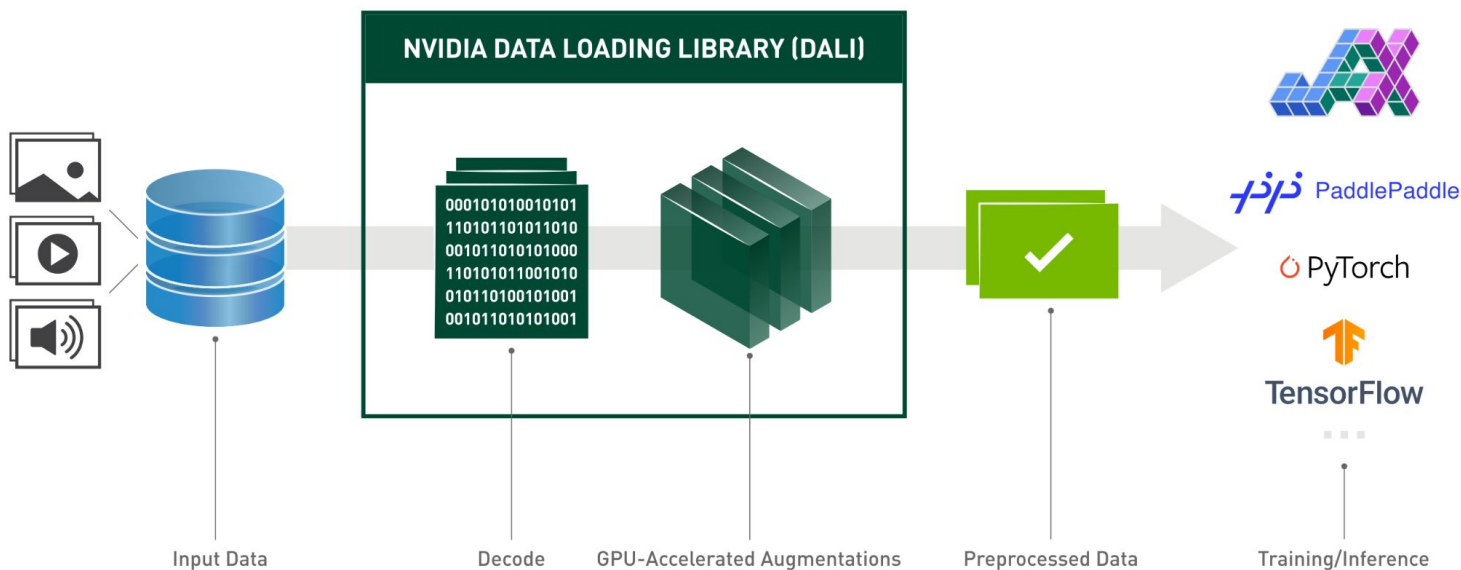 NVIDIA DATA LOADING LIBRARY (DALI)
JAX
PaddlePaddle
PyTorch
TensorFlow
000101010010101
110101101011010
001011010101000
110101011001010
010110100101001
001011010101001
Input Data
Decode
GPU-Accelerated Augmentations
Preprocessed Data
Training/Inference